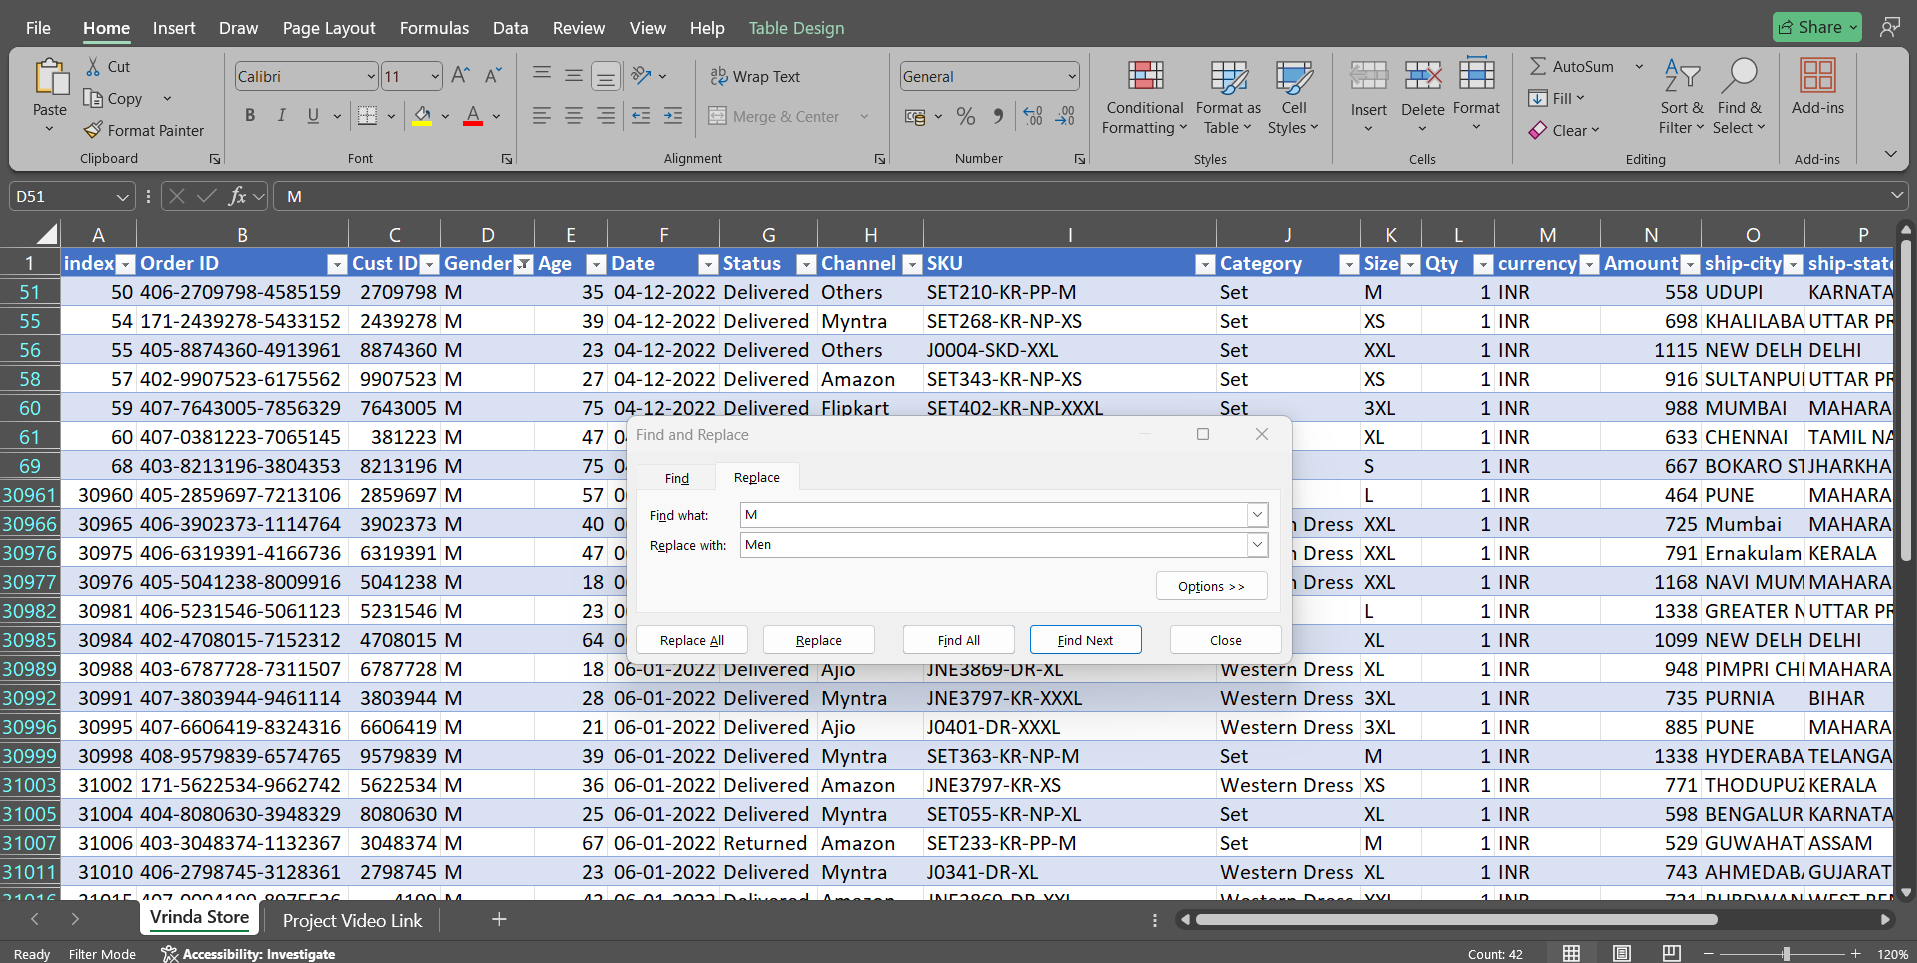 File Home Insert Draw Page Layout Formulas Data Review View Help Table Design Share
Paste Cut Copy Format Painter Clipboard
Calibri 11 B I U A Font
Wrap Text Merge & Center Alignment
General % Number
Conditional Formatting Format as Table Cell Styles Styles
Insert Delete Format Cells
AutoSum Fill Clear Sort & Filter Find & Select Editing
Add-ins Add-ins
D51 fx M
A B C D E F G H I J K L M N O P
1 index Order ID Cust ID Gender Age Date Status Channel SKU Category Size Qty currency Amount ship-city ship-state
51 50 406-2709798-4585159 2709798 M 35 04-12-2022 Delivered Others SET210-KR-PP-M Set M 1 INR 558 UDUPI KARNATA
55 54 171-2439278-5433152 2439278 M 39 04-12-2022 Delivered Myntra SET268-KR-NP-XS Set XS 1 INR 698 KHALILABA UTTAR PR
56 55 405-8874360-4913961 8874360 M 23 04-12-2022 Delivered Others J0004-SKD-XXL Set XXL 1 INR 1115 NEW DELH DELHI
58 57 402-9907523-6175562 9907523 M 27 04-12-2022 Delivered Amazon SET343-KR-NP-XS Set XS 1 INR 916 SULTANPU UTTAR PR
60 59 407-7643005-7856329 7643005 M 75 04-12-2022 Delivered Flipkart SET402-KR-NP-XXXL Set 3XL 1 INR 988 MUMBAI MAHARA
61 60 407-0381223-7065145 381223 M 47 0 XL 1 INR 633 CHENNAI TAMIL NA
69 68 403-8213196-3804353 8213196 M 75 0 S 1 INR 667 BOKARO ST JHARKHA
30961 30960 405-2859697-7213106 2859697 M 57 0 L 1 INR 464 PUNE MAHARA
30966 30965 406-3902373-1114764 3902373 M 40 0 n Dress XXL 1 INR 725 Mumbai MAHARA
30976 30975 406-6319391-4166736 6319391 M 47 0 n Dress XXL 1 INR 791 Ernakulam KERALA
30977 30976 405-5041238-8009916 5041238 M 18 0 n Dress XXL 1 INR 1168 NAVI MUM MAHARA
30982 30981 406-5231546-5061123 5231546 M 23 0 L 1 INR 1338 GREATER N UTTAR PR
30985 30984 402-4708015-7152312 4708015 M 64 0 XL 1 INR 1099 NEW DELH DELHI
30989 30988 403-6787728-7311507 6787728 M 18 06-01-2022 Delivered Ajio JNE3869-DR-XL Western Dress XL 1 INR 948 PIMPRI CHI MAHARA
30992 30991 407-3803944-9461114 3803944 M 28 06-01-2022 Delivered Myntra JNE3797-KR-XXXL Western Dress 3XL 1 INR 735 PURNIA BIHAR
30996 30995 407-6606419-8324316 6606419 M 21 06-01-2022 Delivered Ajio J0401-DR-XXXL Western Dress 3XL 1 INR 885 PUNE MAHARA
30999 30998 408-9579839-6574765 9579839 M 39 06-01-2022 Delivered Myntra SET363-KR-NP-M Set M 1 INR 1338 HYDERABA TELANGA
31003 31002 171-5622534-9662742 5622534 M 36 06-01-2022 Delivered Amazon JNE3797-KR-XS Western Dress XS 1 INR 771 THODUPUZ KERALA
31005 31004 404-8080630-3948329 8080630 M 25 06-01-2022 Delivered Amazon SET055-KR-NP-XL Set XL 1 INR 598 BENGALUR KARNATA
31007 31006 403-3048374-1132367 3048374 M 67 06-01-2022 Returned Amazon SET233-KR-PP-M Set M 1 INR 529 GUWAHAT ASSAM
31011 31010 406-2798745-3128361 2798745 M 23 06-01-2022 Delivered Myntra J0341-DR-XL Western Dress XL 1 INR 743 AHMEDABA GUJARAT
Find and Replace
Find Replace
Find what: M
Replace with: Men
Options >>
Replace All Replace Find All Find Next Close
Vrinda Store Project Video Link
Ready Filter Mode Accessibility: Investigate Count: 42 120%